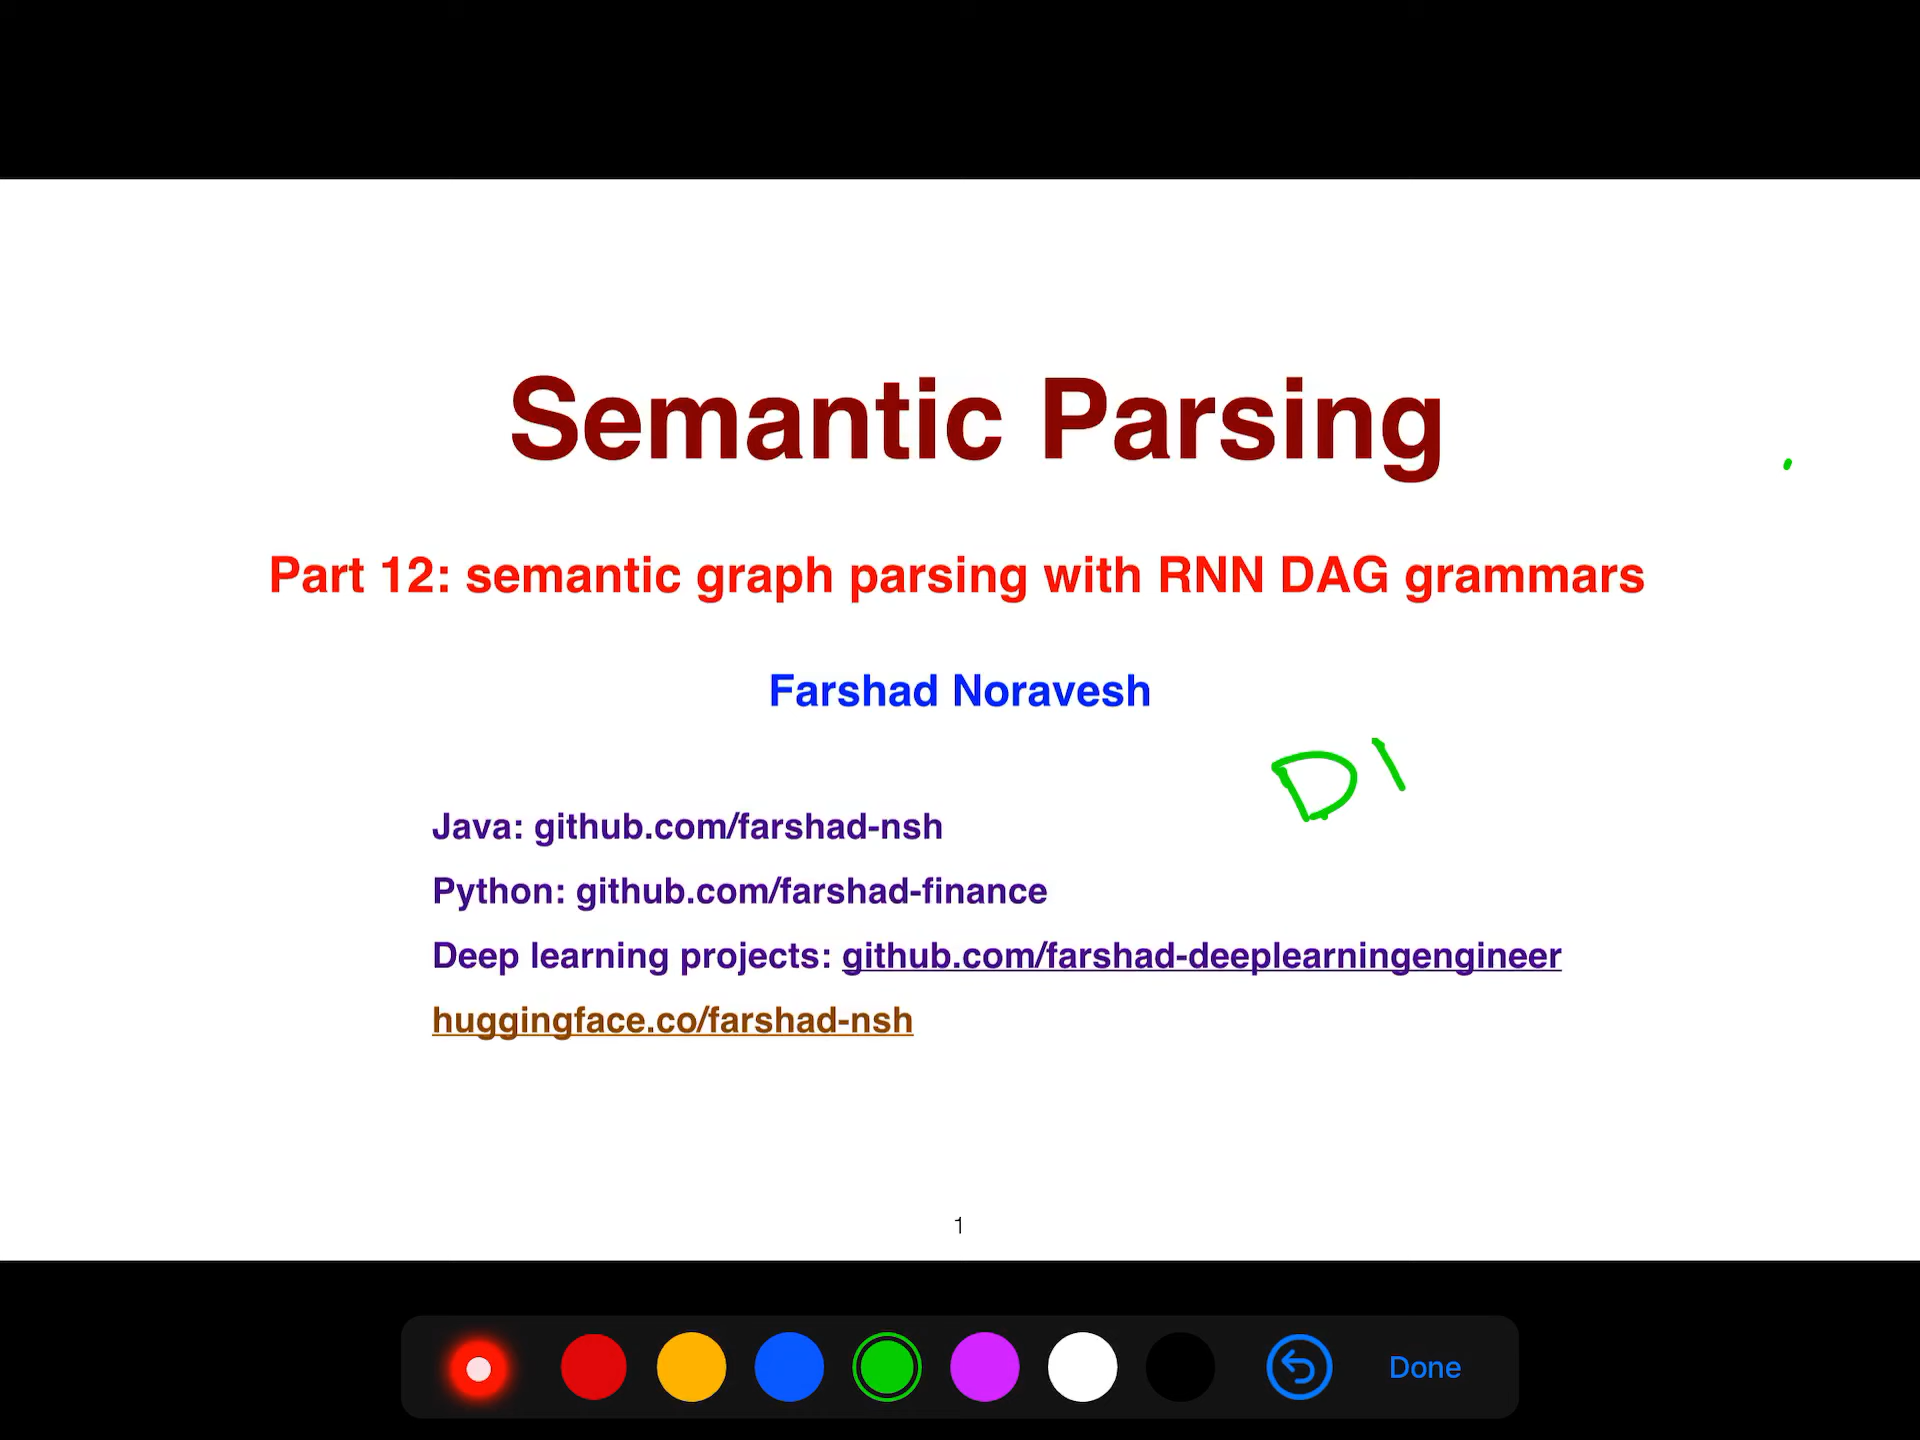 Semantic Parsing
Part 12: semantic graph parsing with RNN DAG grammars
Farshad Noravesh
D
Java: github.com/farshad-nsh
Python: github.com/farshad-finance
Deep learning projects: github.com/farshad-deeplearningengineer
huggingface.co/farshad-nsh
1
Done